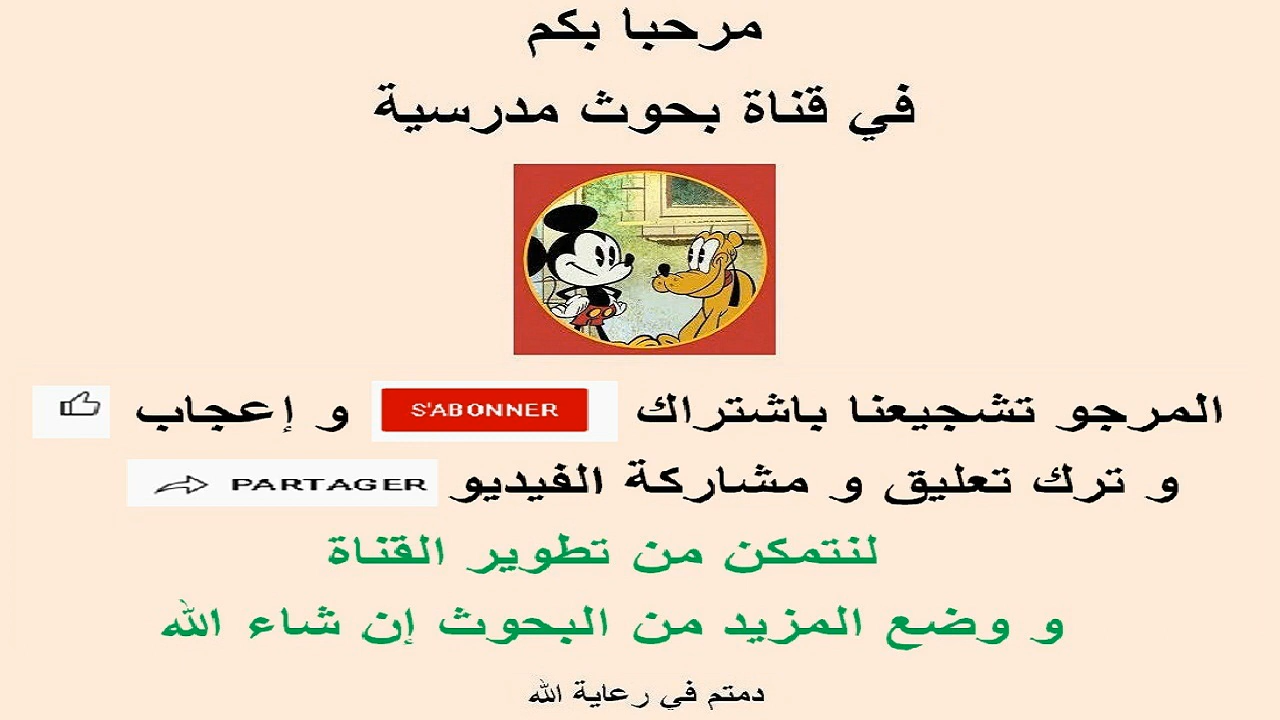 مرحبا بكم
في قناة بحوث مدرسية
المرجو تشجيعنا باشتراك S'ABONNER و إعجاب
و ترك تعليق و مشاركة الفيديو PARTAGER
لنتمكن من تطوير القناة
و وضع المزيد من البحوث إن شاء الله
دمتم في رعاية الله